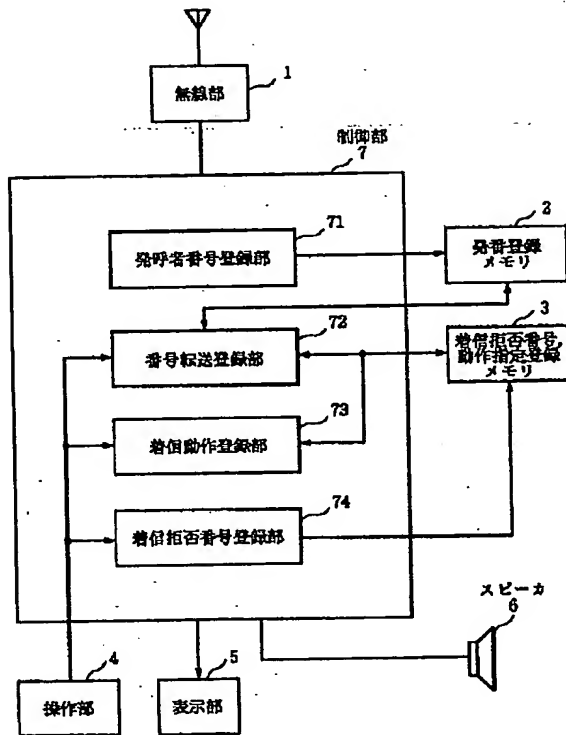 1
無線部
制御部
7
71
発呼者番号登録部
2
発番登録
メモリ
72
番号転送登録部
3
着信拒否番号,
動作指定登録
メモリ
73
着信動作登録部
74
着信拒否番号登録部
スピーカ
6
4
操作部
5
表示部